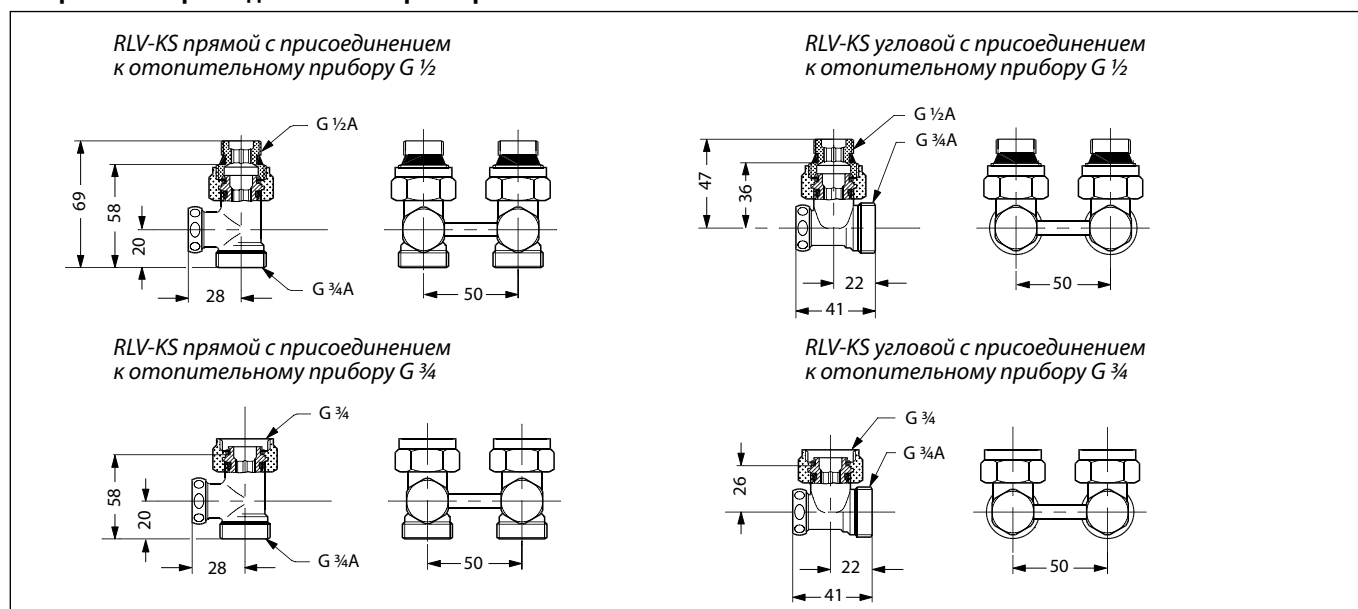 RLV-KS прямой с присоединением
к отопительному прибору G ½
G ½A
69
58
20
28
G ¾A
50
RLV-KS угловой с присоединением
к отопительному прибору G ½
G ½A
G ¾A
47
36
22
41
50
RLV-KS прямой с присоединением
к отопительному прибору G ¾
G ¾
58
20
28
G ¾A
50
RLV-KS угловой с присоединением
к отопительному прибору G ¾
G ¾
G ¾A
26
22
41
50